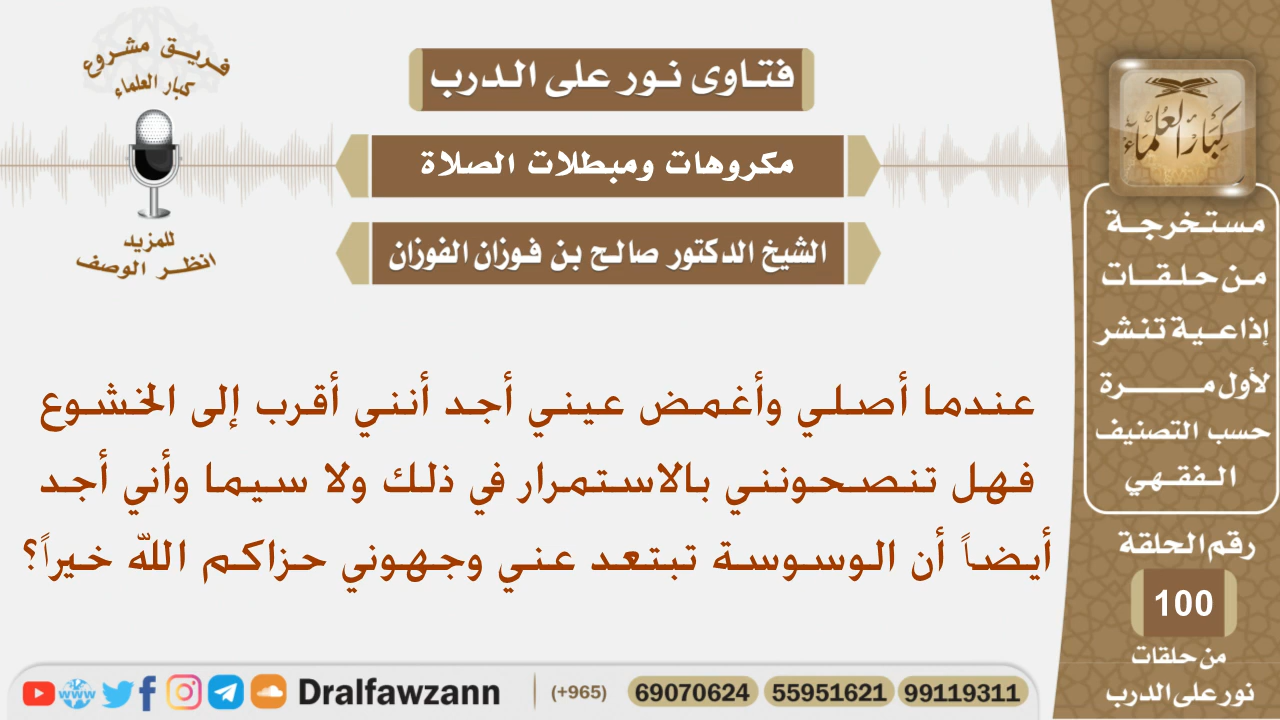 فريق مشروع
كبار العلماء
للمزيد
انظر الوصف
فتاوى نور على الدرب
مكروهات ومبطلات الصلاة
الشيخ الدكتور صالح بن فوزان الفوزان
كبار العلماء
مستخرجة
من حلقات
إذاعية تنشر
لأول مرة
حسب التصنيف
الفقهي
رقم الحلقة
100
من حلقات
نور على الدرب
عندما أصلي وأغمض عيني أجد أنني أقرب إلى الخشوع
فهل تنصحونني بالاستمرار في ذلك ولا سيما وأني أجد
أيضاً أن الوسوسة تبتعد عني وجهوني حزاكم الله خيراً؟
www
Dralfawzann
(+965)
69070624
55951621
99119311